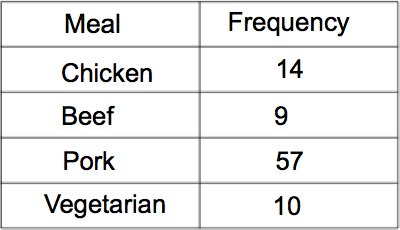 Meal Frequency
Chicken 14
Beef 9
Pork 57
Vegetarian 10